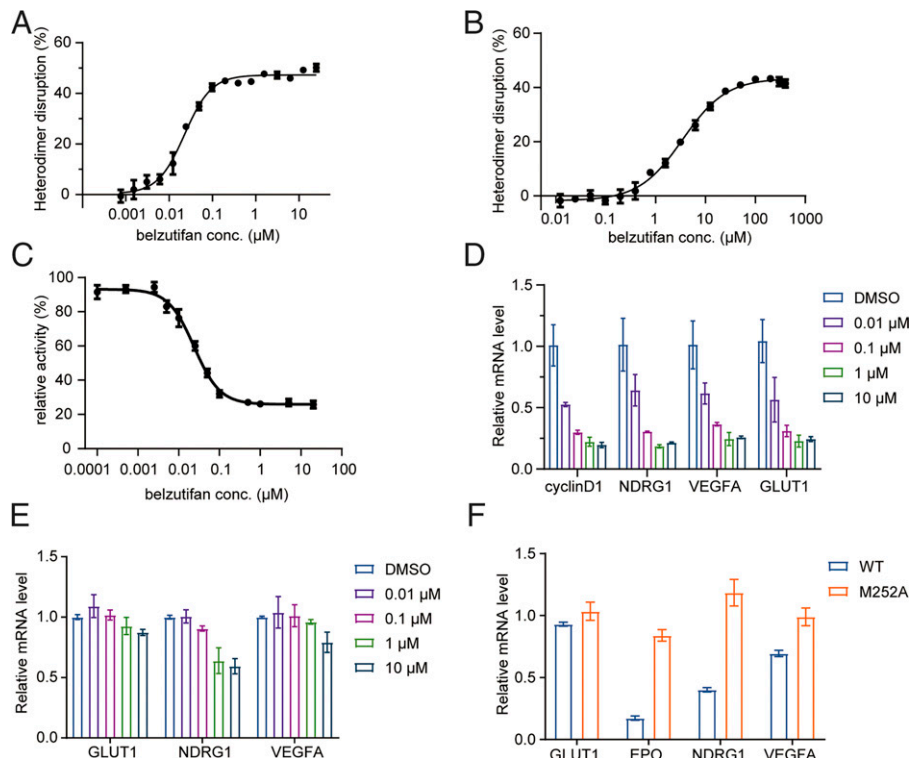 A
Heterodimer disruption (%)
60
40
20
0
0.001 0.01 0.1 1 10
belzutifan conc. (µM)
B
Heterodimer disruption (%)
60
40
20
0
0.01 0.1 1 10 100 1000
belzutifan conc. (µM)
C
relative activity (%)
100
80
60
40
20
0
0.0001 0.001 0.01 0.1 1 10 100
belzutifan conc. (µM)
D
Relative mRNA level
1.5
1.0
0.5
0.0
cyclinD1 NDRG1 VEGFA GLUT1
DMSO
0.01 µM
0.1 µM
1 µM
10 µM
E
Relative mRNA level
1.5
1.0
0.5
0.0
GLUT1 NDRG1 VEGFA
DMSO
0.01 µM
0.1 µM
1 µM
10 µM
F
Relative mRNA level
1.5
1.0
0.5
0.0
GLUT1 EPO NDRG1 VEGFA
WT
M252A